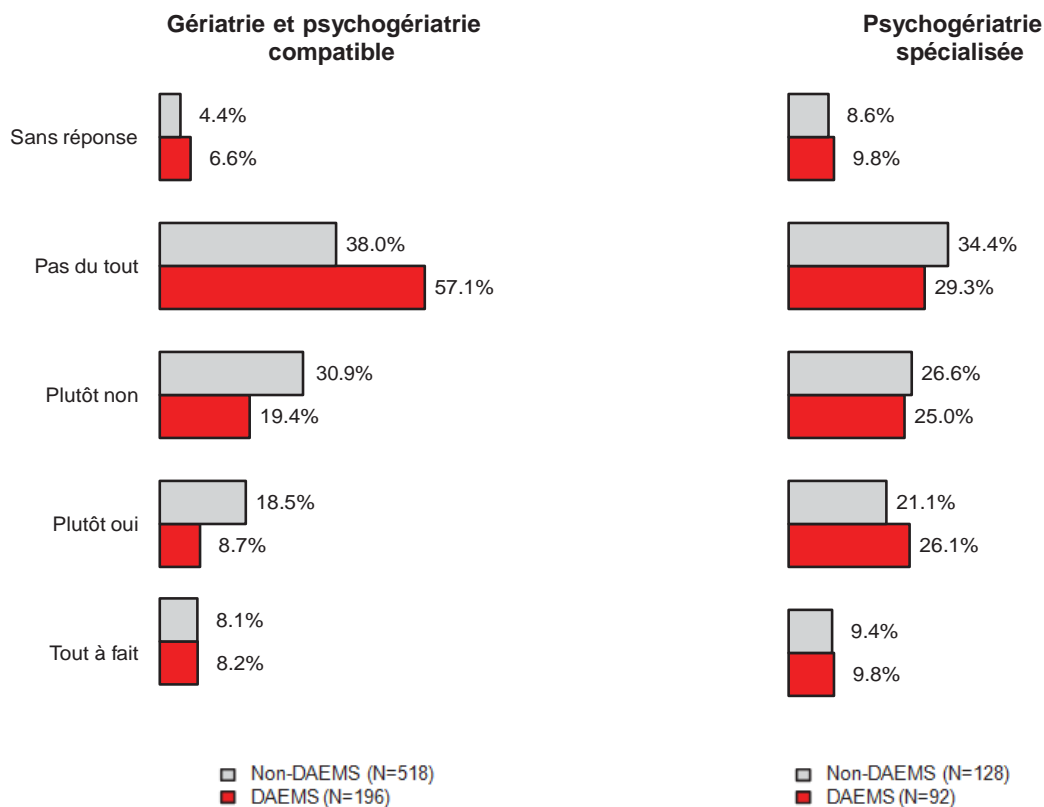 Gériatrie et psychogériatrie
compatible
Psychogériatrie
spécialisée
Sans réponse
4.4%
6.6%
8.6%
9.8%
Pas du tout
38.0%
57.1%
34.4%
29.3%
Plutôt non
30.9%
19.4%
26.6%
25.0%
Plutôt oui
18.5%
8.7%
21.1%
26.1%
Tout à fait
8.1%
8.2%
9.4%
9.8%
Non-DAEMS (N=518)
DAEMS (N=196)
Non-DAEMS (N=128)
DAEMS (N=92)